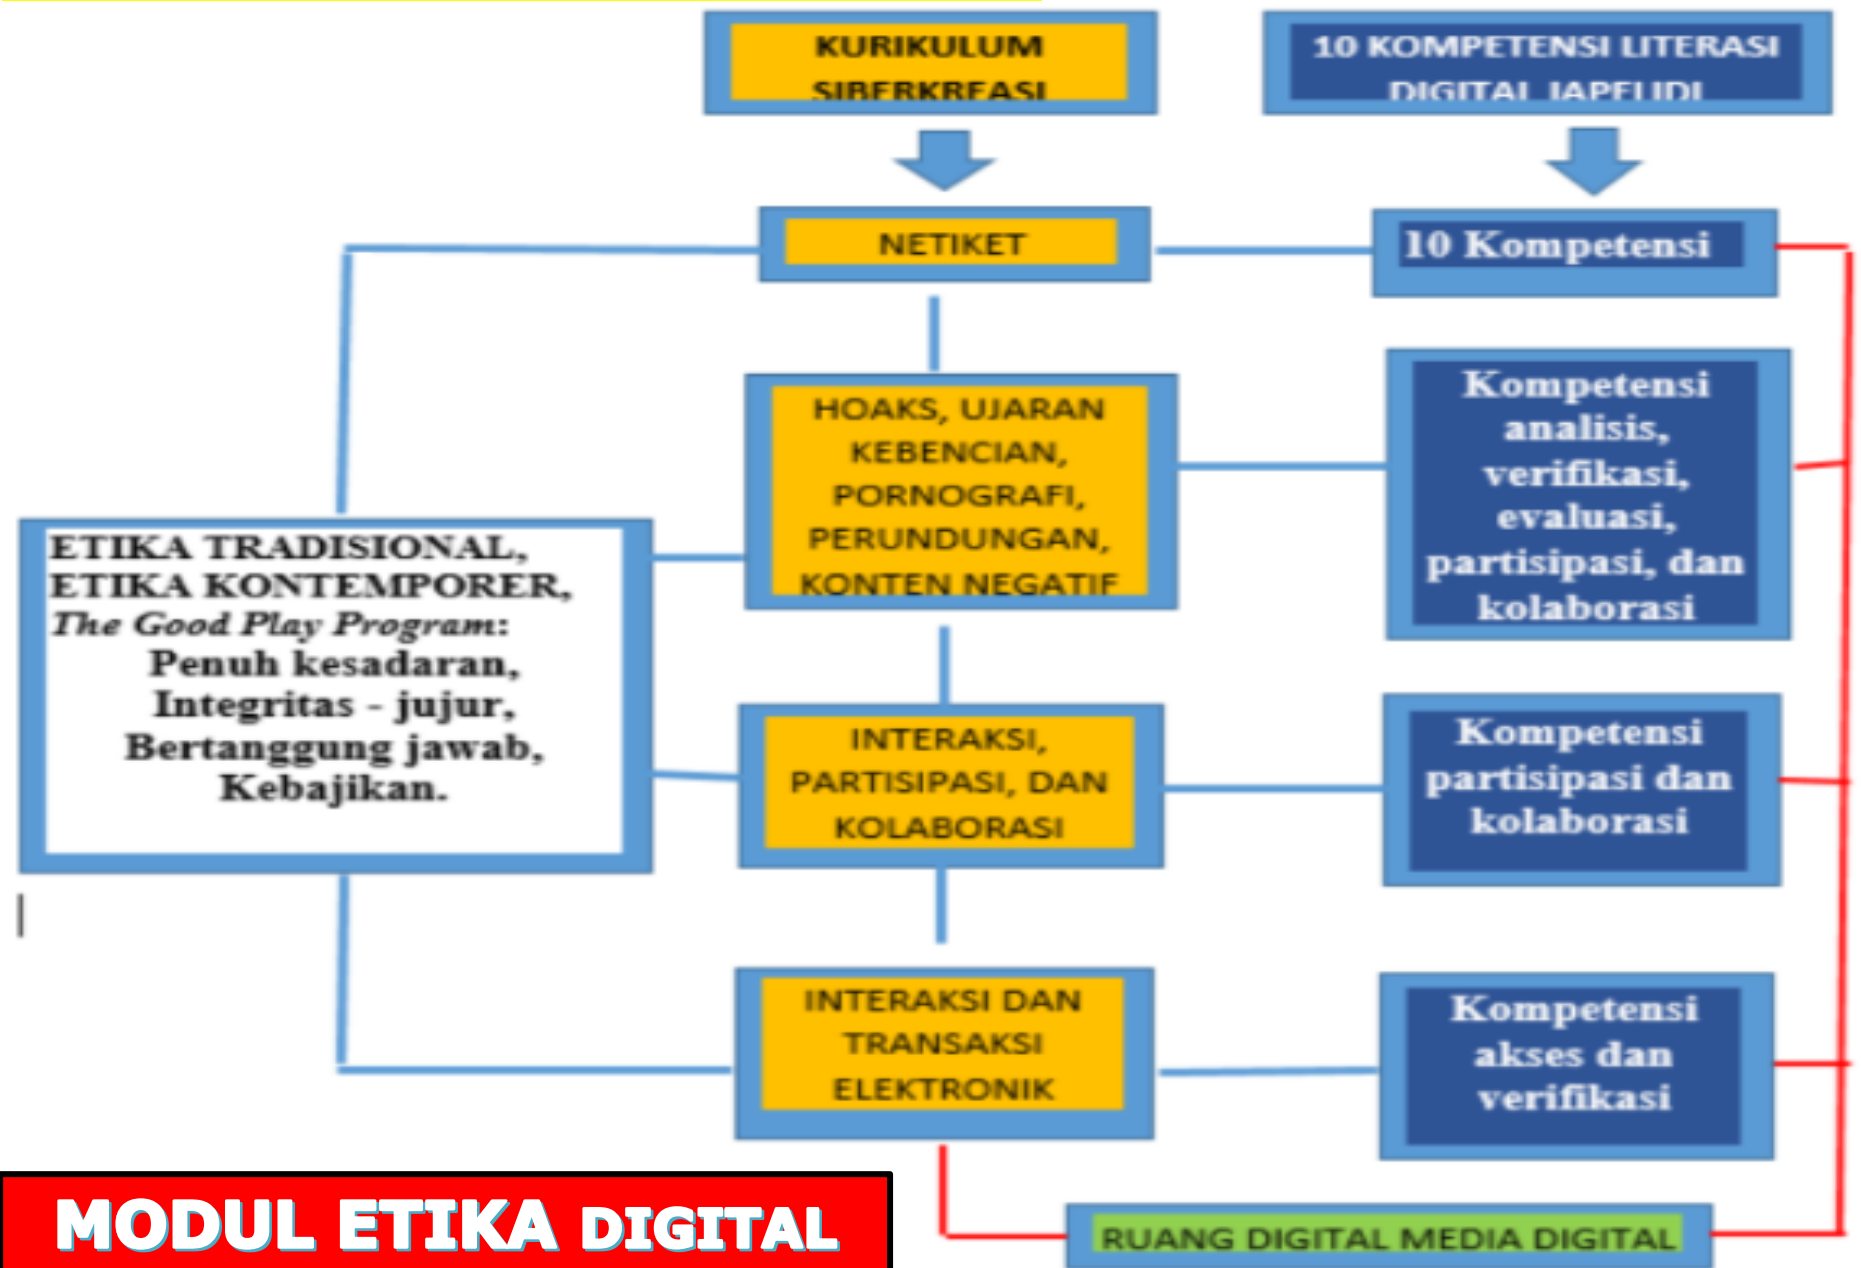 KURIKULUM
SIBERKREASI
10 KOMPETENSI LITERASI
DIGITAL JAPELIDI
NETIKET
10 Kompetensi
HOAKS, UJARAN
KEBENCIAN,
PORNOGRAFI,
PERUNDUNGAN,
KONTEN NEGATIF
Kompetensi
analisis,
verifikasi,
evaluasi,
partisipasi, dan
kolaborasi
ETIKA TRADISIONAL,
ETIKA KONTEMPORER,
The Good Play Program:
Penuh kesadaran,
Integritas - jujur,
Bertanggung jawab,
Kebajikan.
INTERAKSI,
PARTISIPASI, DAN
KOLABORASI
Kompetensi
partisipasi dan
kolaborasi
INTERAKSI DAN
TRANSAKSI
ELEKTRONIK
Kompetensi
akses dan
verifikasi
MODUL ETIKA DIGITAL
RUANG DIGITAL MEDIA DIGITAL